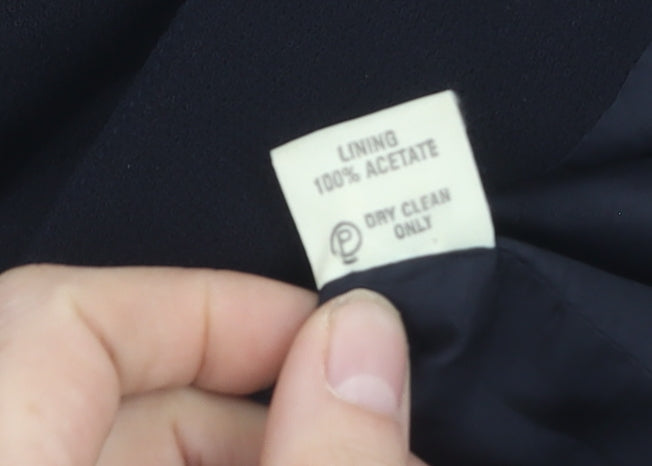 LINING
100% ACETATE
P DRY CLEAN
ONLY